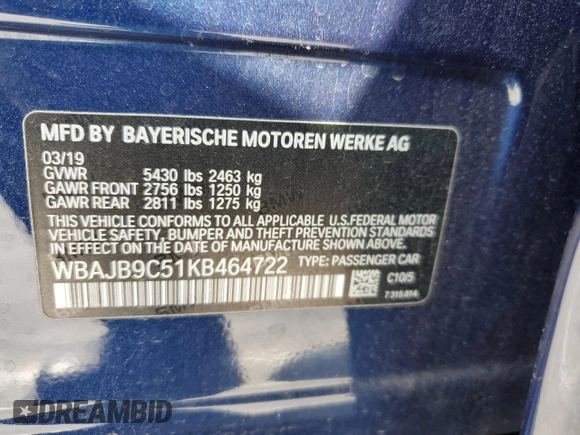 MFD BY BAYERISCHE MOTOREN WERKE AG
03/19
GVWR 5430 lbs 2463 kg
GAWR FRONT 2756 lbs 1250 kg
GAWR REAR 2811 lbs 1275 kg
THIS VEHICLE CONFORMS TO ALL APPLICABLE U.S.FEDERAL MOTOR
VEHICLE SAFETY, BUMPER, AND THEFT PREVENTION STANDARDS
IN EFFECT ON THE DATE OF MANUFACTURE SHOWN ABOVE.
WBAJB9C51KB464722 TYPE: PASSENGER CAR
C10/5
DREAMBID